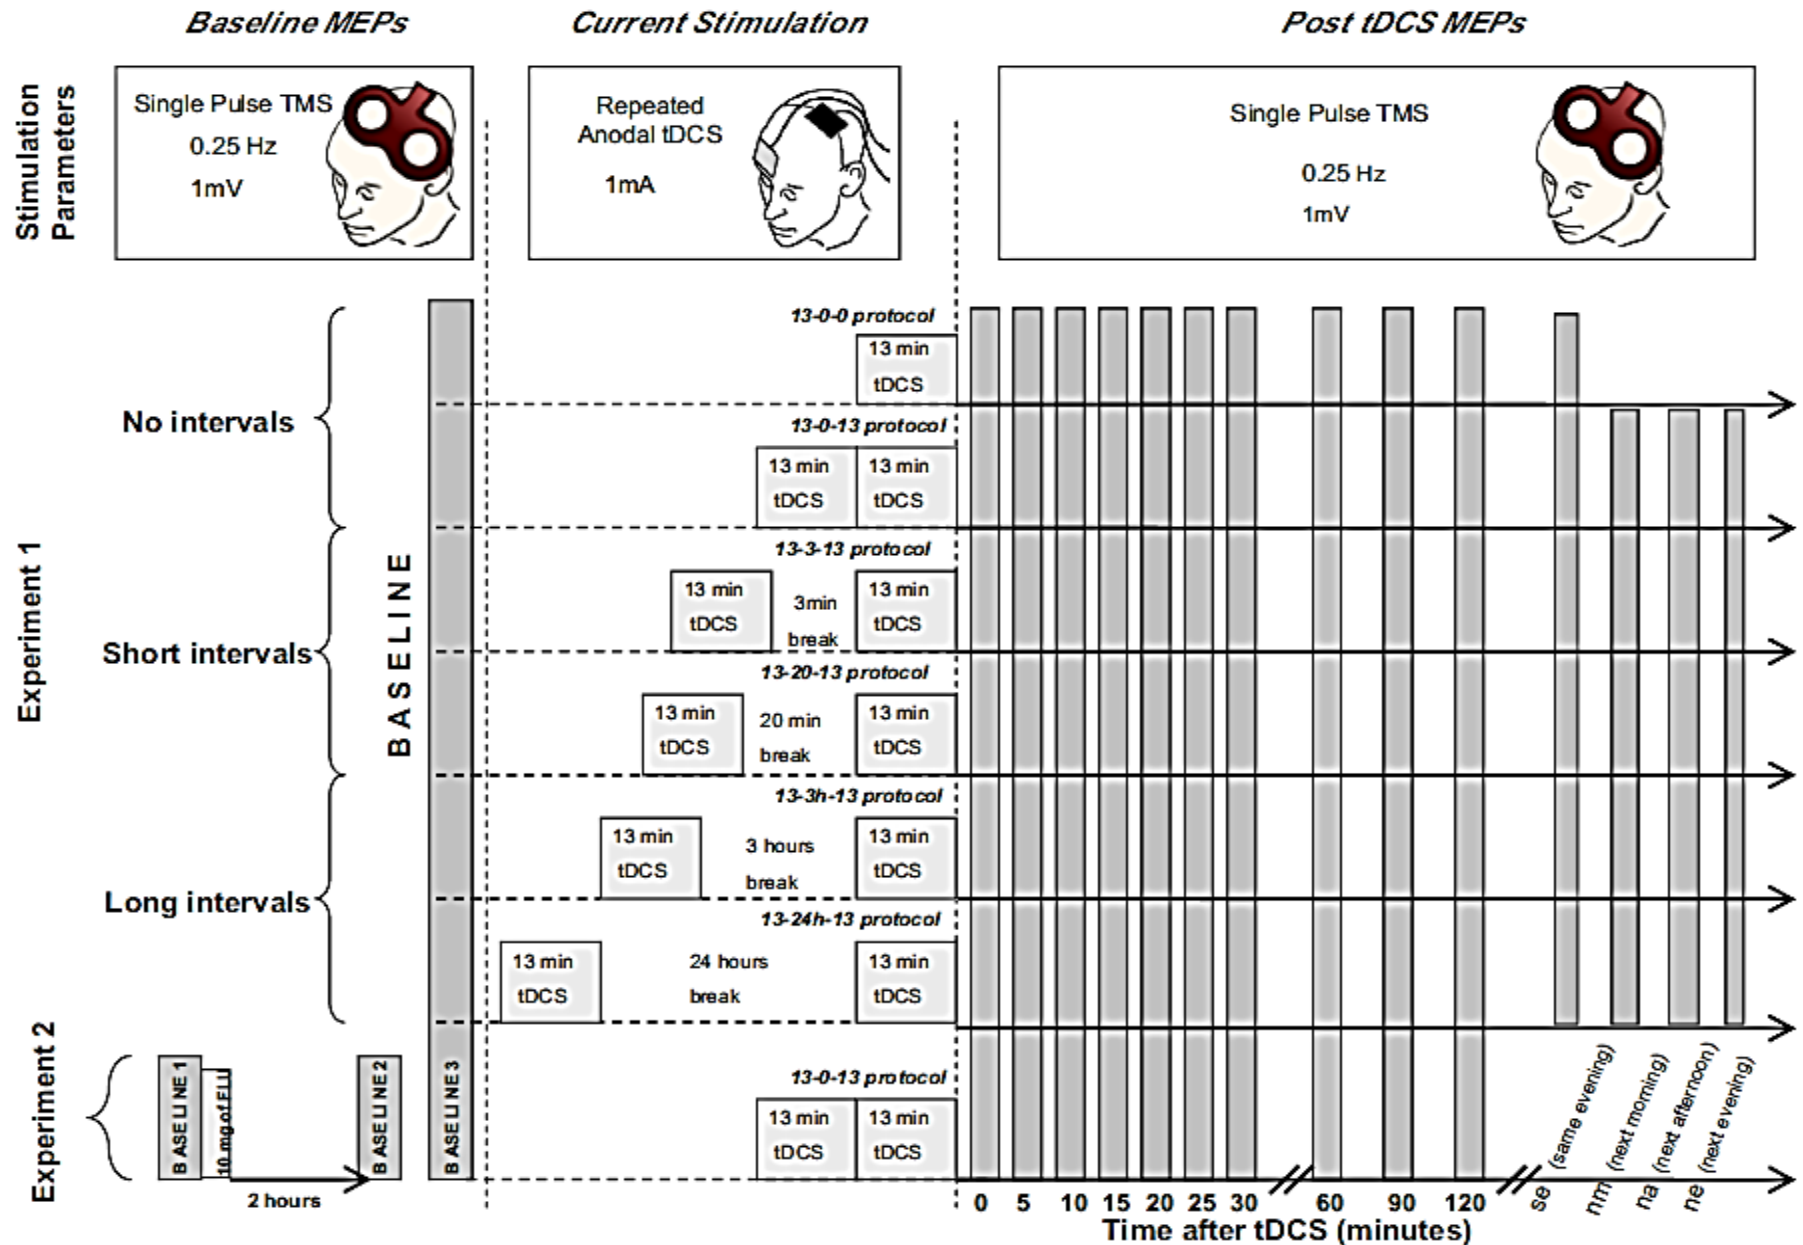 Baseline MEPs
Current Stimulation
Post tDCS MEPs
Stimulation
Parameters
Single Pulse TMS
0.25 Hz
1mV
Repeated
Anodal tDCS
1mA
Single Pulse TMS
0.25 Hz
1mV
Experiment 1
No intervals
Short intervals
Long intervals
BASELINE
13-0-0 protocol
13 min
tDCS
13-0-13 protocol
13 min
tDCS
13 min
tDCS
13-3-13 protocol
13 min
tDCS
3min
break
13 min
tDCS
13-20-13 protocol
13 min
tDCS
20 min
break
13 min
tDCS
13-3h-13 protocol
13 min
tDCS
3 hours
break
13 min
tDCS
13-24h-13 protocol
13 min
tDCS
24 hours
break
13 min
tDCS
Experiment 2
BASELINE 1
10 mg of FLU
2 hours
BASELINE 2
BASELINE 3
13-0-13 protocol
13 min
tDCS
13 min
tDCS
0 5 10 15 20 25 30 60 90 120
se (same evening)
nm (next morning)
na (next afternoon)
ne (next evening)
Time after tDCS (minutes)